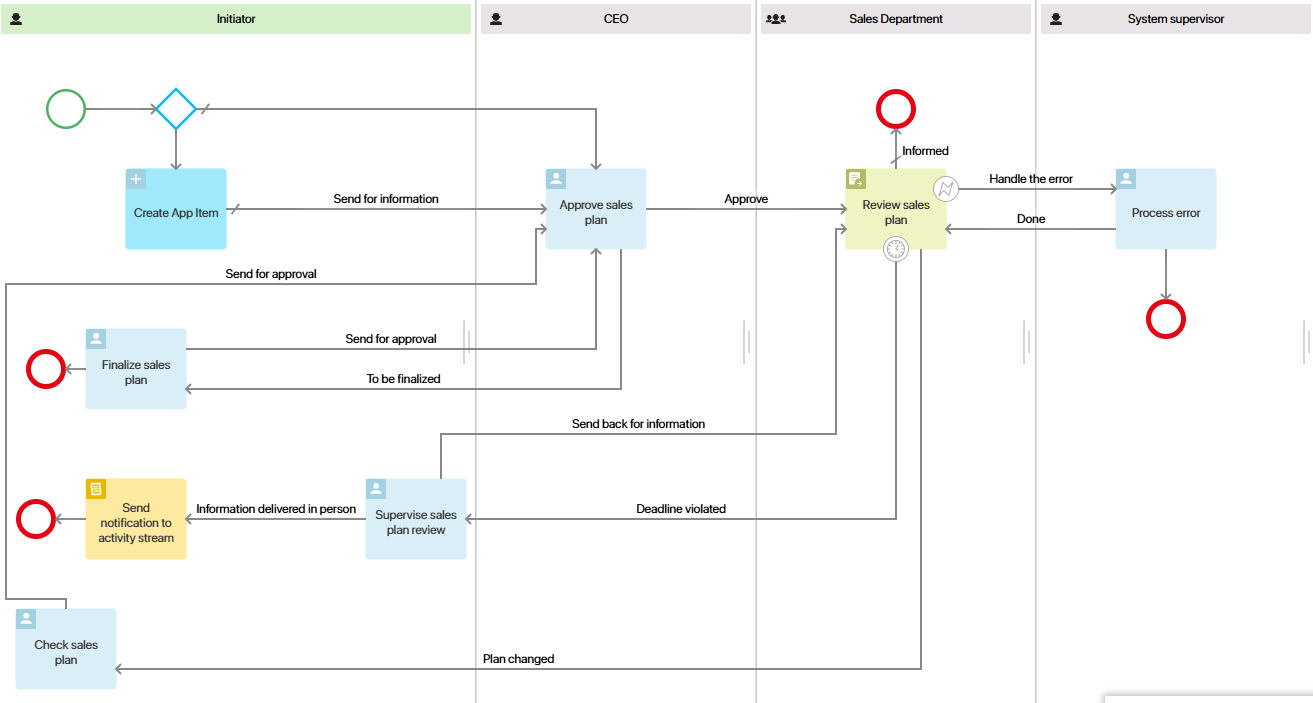 Initiator
CEO
Sales Department
System supervisor
Informed
Create App Item
Send for information
Approve sales
plan
Approve
Review sales
plan
Handle the error
Done
Process error
Send for approval
Finalize sales
plan
Send for approval
To be finalized
Send back for information
Send
notification to
activity stream
Information delivered in person
Supervise sales
plan review
Deadline violated
Check sales
plan
Plan changed